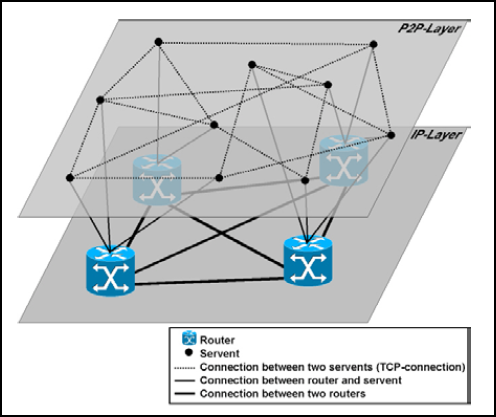 P2P-Layer
IP-Layer
Router
Servent
Connection between two servents (TCP-connection)
Connection between router and servent
Connection between two routers